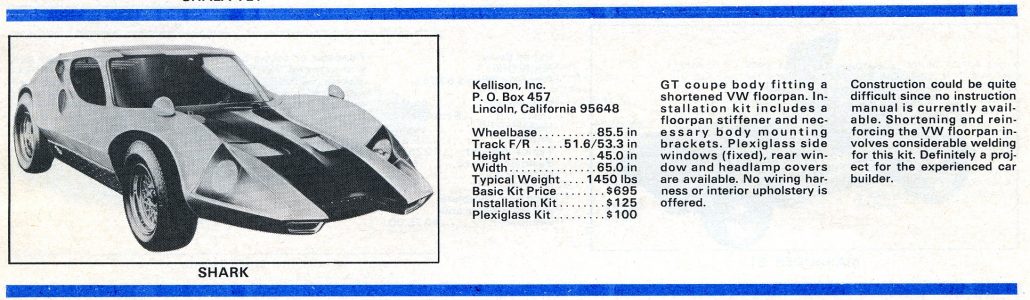 SHARK
Kellison, Inc.
P. O. Box 457
Lincoln, California 95648
Wheelbase..........85.5 in
Track F/R .....51.6/53.3 in
Height ..............45.0 in
Width...............65.0 in
Typical Weight ....1450 lbs
Basic Kit Price ........$695
Installation Kit ........$125
Plexiglass Kit .........$100
GT coupe body fitting a
shortened VW floorpan. In-
stallation kit includes a
floorpan stiffener and nec-
essary body mounting
brackets. Plexiglass side
windows (fixed), rear win-
dow and headlamp covers
are available. No wiring har-
ness or interior upholstry is
offered.
Construction could be quite
difficult since no instruction
manual is currently avail-
able. Shortening and rein-
forcing the VW floorpan in-
volves considerable welding
for this kit. Definitely a proj-
ect for the experienced car
builder.